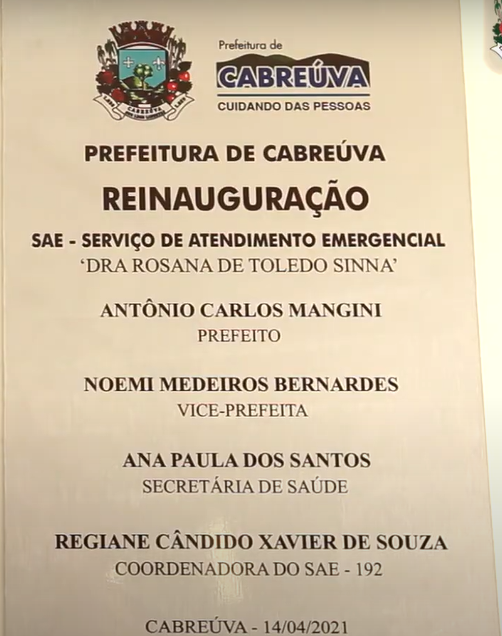 Prefeitura de
CABREÚVA
CUIDANDO DAS PESSOAS
CABREÚVA
PREFEITURA DE CABREÚVA
REINAUGURAÇÃO
SAE - SERVIÇO DE ATENDIMENTO EMERGENCIAL
‘DRA ROSANA DE TOLEDO SINNA’
ANTÔNIO CARLOS MANGINI
PREFEITO
NOEMI MEDEIROS BERNARDES
VICE-PREFEITA
ANA PAULA DOS SANTOS
SECRETÁRIA DE SAÚDE
REGIANE CÂNDIDO XAVIER DE SOUZA
COORDENADORA DO SAE - 192
CABREÚVA - 14/04/2021